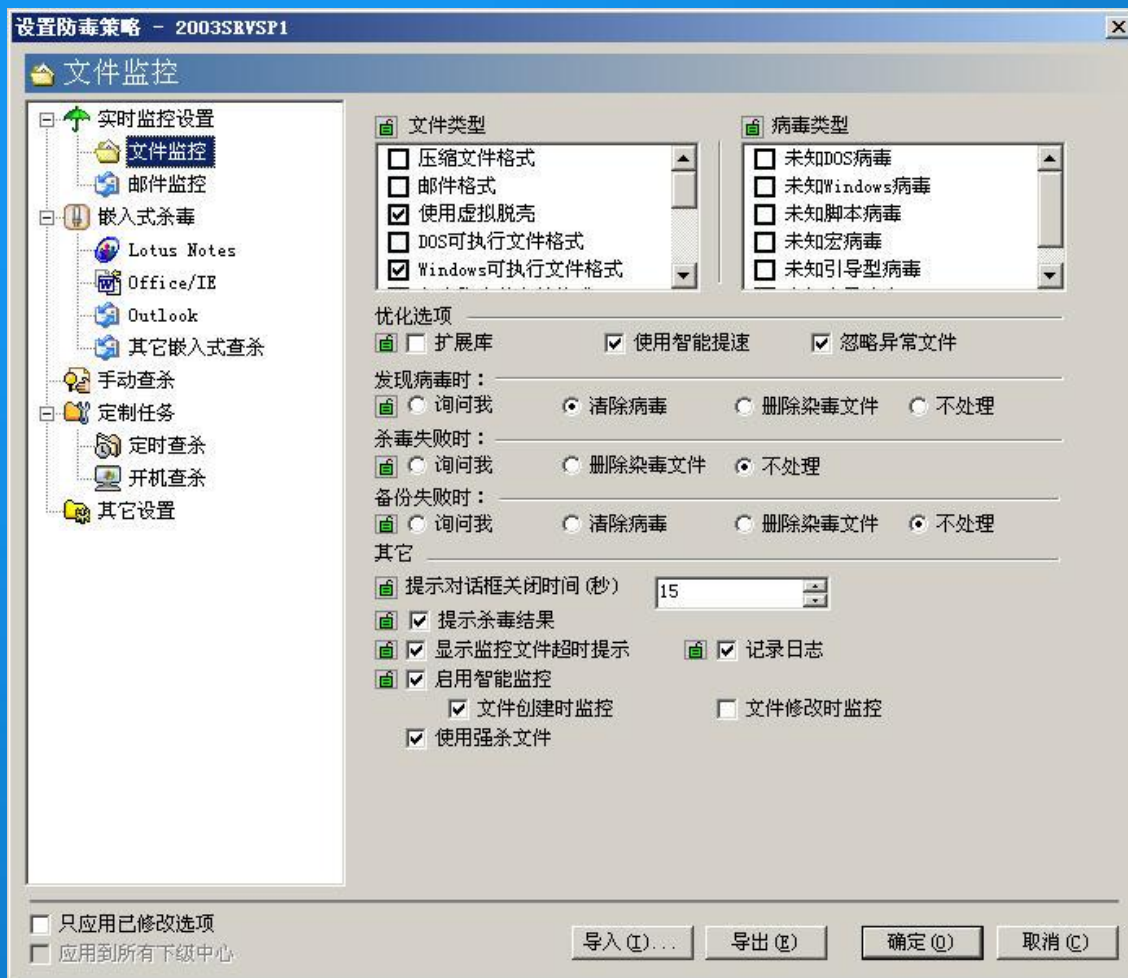 设置防毒策略 - 2003SRVSP1
文件监控
实时监控设置
文件监控
邮件监控
嵌入式杀毒
Lotus Notes
Office/IE
Outlook
其它嵌入式查杀
手动查杀
定制任务
定时查杀
开机查杀
其它设置
文件类型
压缩文件格式
邮件格式
使用虚拟脱壳
DOS可执行文件格式
Windows可执行文件格式
病毒类型
未知DOS病毒
未知Windows病毒
未知脚本病毒
未知宏病毒
未知引导型病毒
优化选项
扩展库 使用智能提速 忽略异常文件
发现病毒时：
询问我 清除病毒 删除染毒文件 不处理
杀毒失败时：
询问我 删除染毒文件 不处理
备份失败时：
询问我 清除病毒 删除染毒文件 不处理
其它
提示对话框关闭时间(秒) 15
提示杀毒结果
显示监控文件超时提示 记录日志
启用智能监控
文件创建时监控 文件修改时监控
使用强杀文件
只应用已修改选项
应用到所有下级中心
导入(I)... 导出(E) 确定(O) 取消(C)